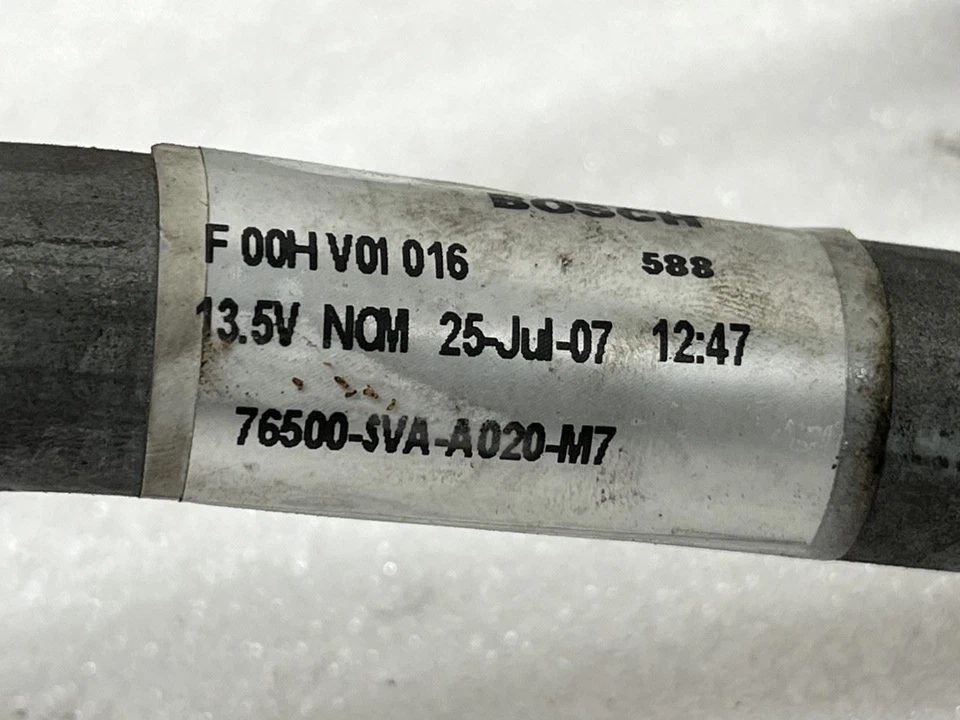 BOSCH
F 00H V01 016 588
13.5V NOM 25-Jul-07 12:47
76500-SVA-A020-M7